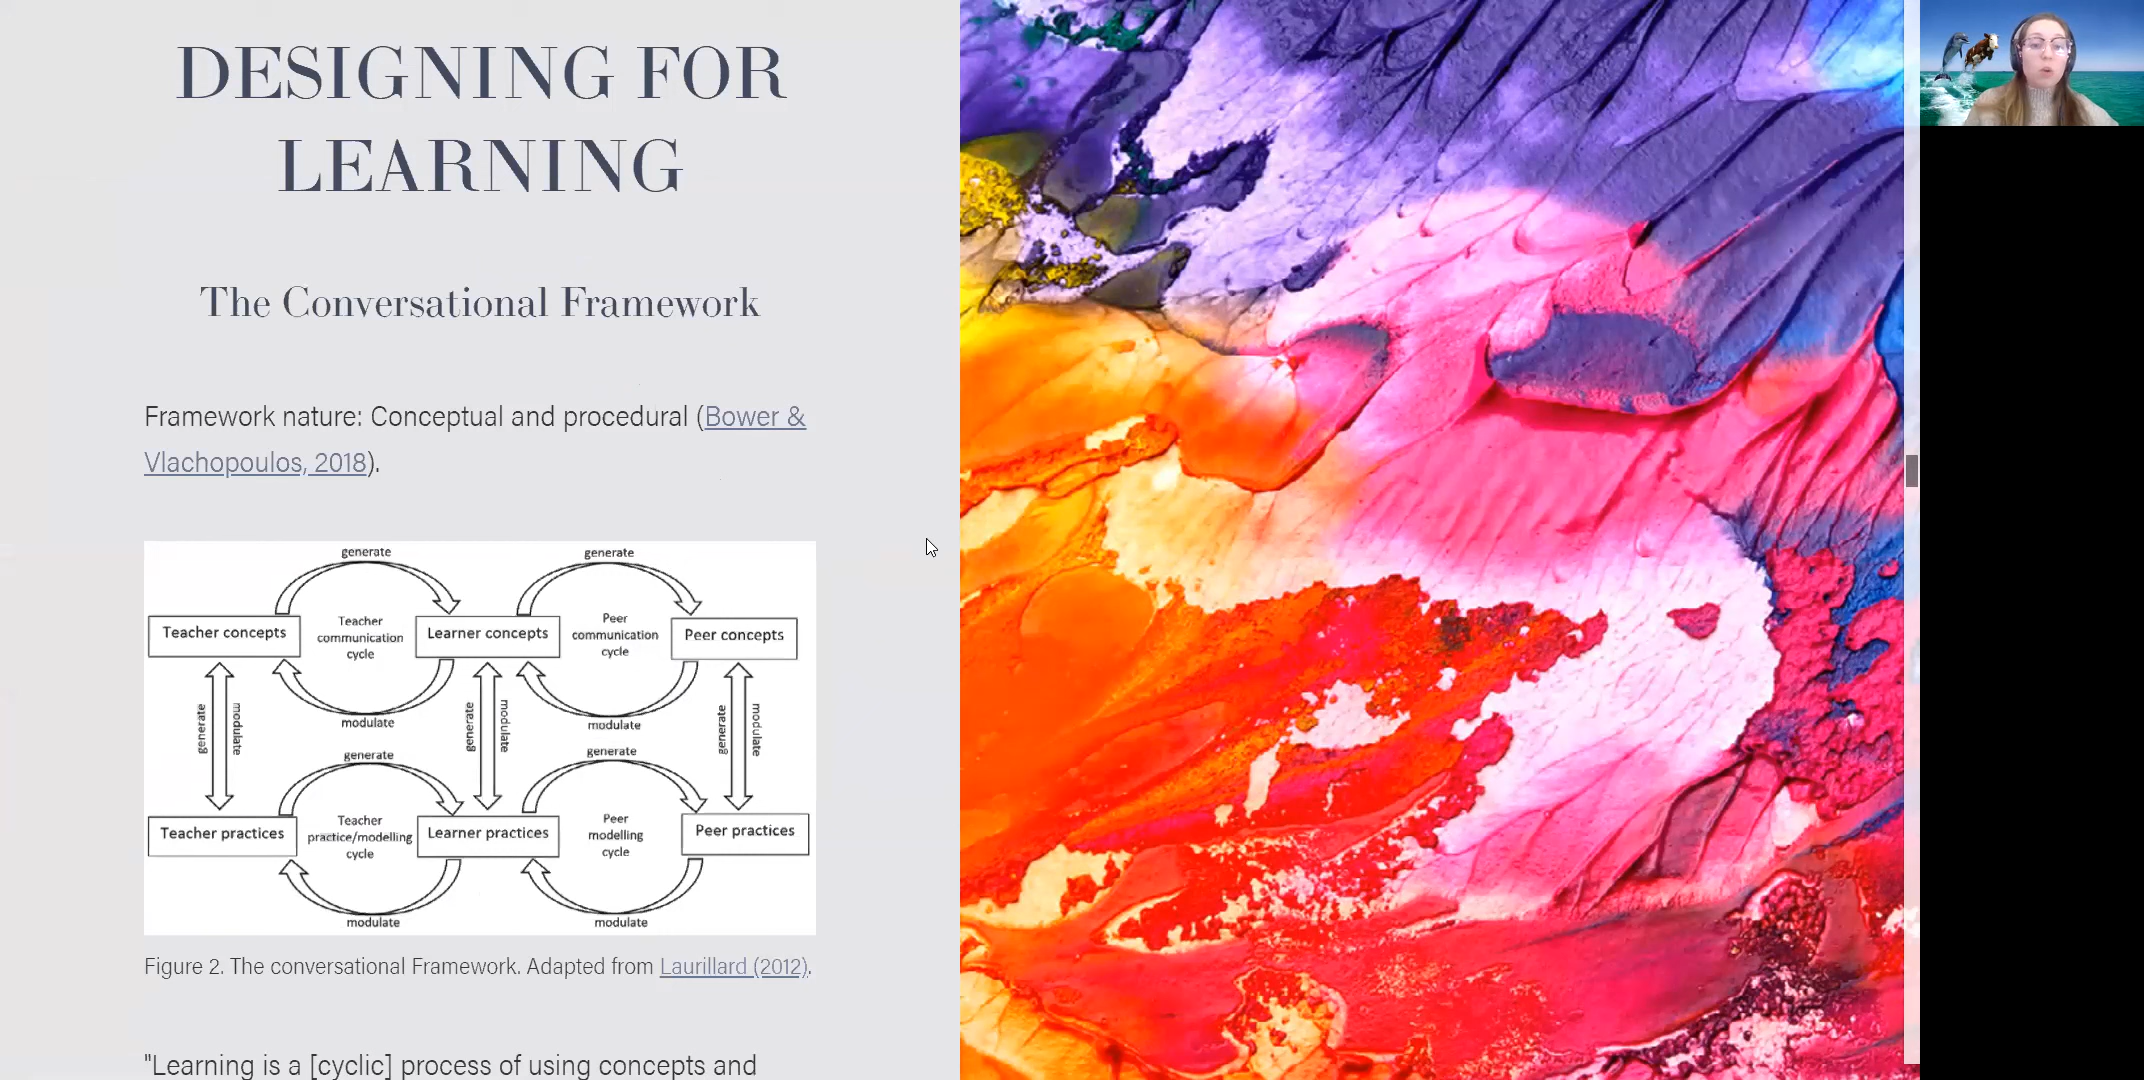 DESIGNING FOR
LEARNING
The Conversational Framework
Framework nature: Conceptual and procedural (Bower &
Vlachopoulos, 2018).
generate
generate
Teacher concepts
Teacher
communication
cycle
Learner concepts
Peer
communication
cycle
Peer concepts
modulate
modulate
generate
modulate
generate
modulate
generate
modulate
generate
generate
Teacher practices
Teacher
practice/modelling
cycle
Learner practices
Peer
modelling
cycle
Peer practices
modulate
modulate
Figure 2. The conversational Framework. Adapted from Laurillard (2012).
"Learning is a [cyclic] process of using concepts and